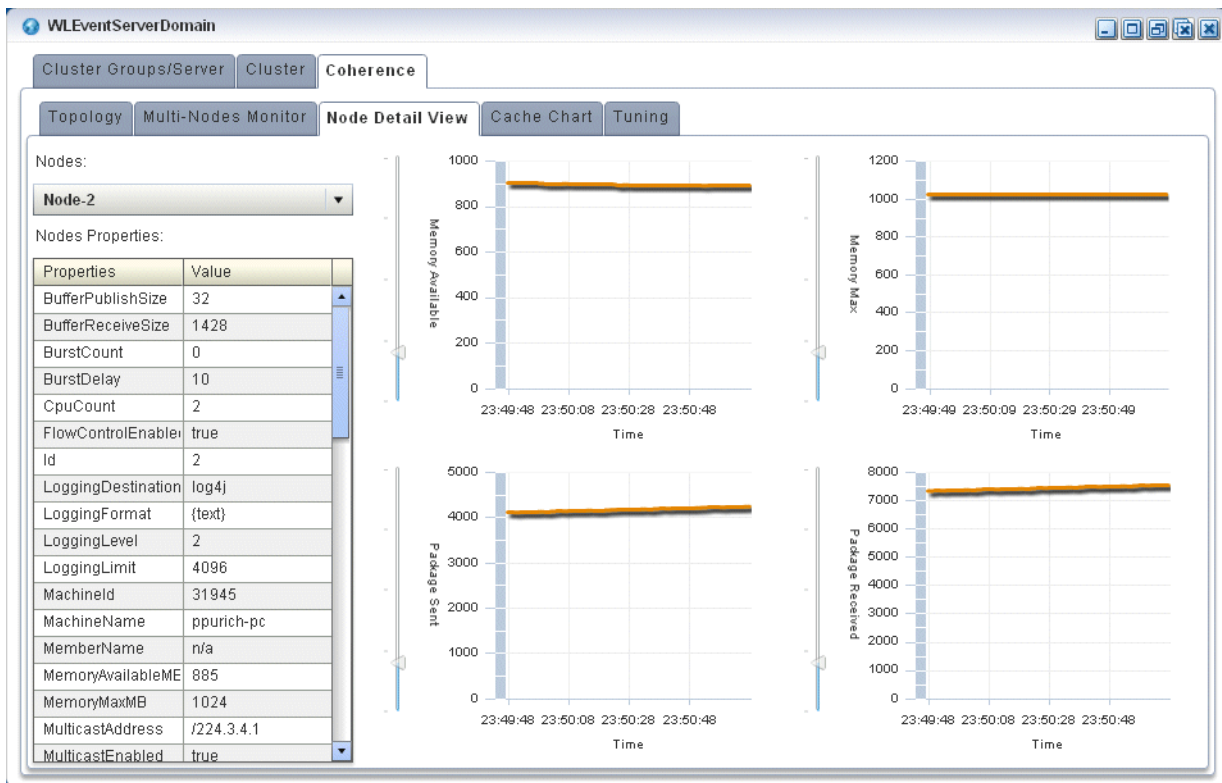 WLEventServerDomain
Cluster Groups/Server Cluster Coherence
Topology Multi-Nodes Monitor Node Detail View Cache Chart Tuning
Nodes:
Node-2
Nodes Properties:
Properties Value
BufferPublishSize 32
BufferReceiveSize 1428
BurstCount 0
BurstDelay 10
CpuCount 2
FlowControlEnable true
Id 2
LoggingDestination log4j
LoggingFormat {text}
LoggingLevel 2
LoggingLimit 4096
MachineId 31945
MachineName ppurich-pc
MemberName n/a
MemoryAvailableME 885
MemoryMaxMB 1024
MulticastAddress /224.3.4.1
MulticastEnabled true
Memory Available
1000
800
600
400
200
0
23:49:48 23:50:08 23:50:28 23:50:48
Time
Memory Max
1200
1000
800
600
400
200
0
23:49:49 23:50:09 23:50:29 23:50:49
Time
Package Sent
5000
4000
3000
2000
1000
0
23:49:48 23:50:08 23:50:28 23:50:48
Time
Package Received
8000
7000
6000
5000
4000
3000
2000
1000
0
23:49:48 23:50:08 23:50:28 23:50:48
Time